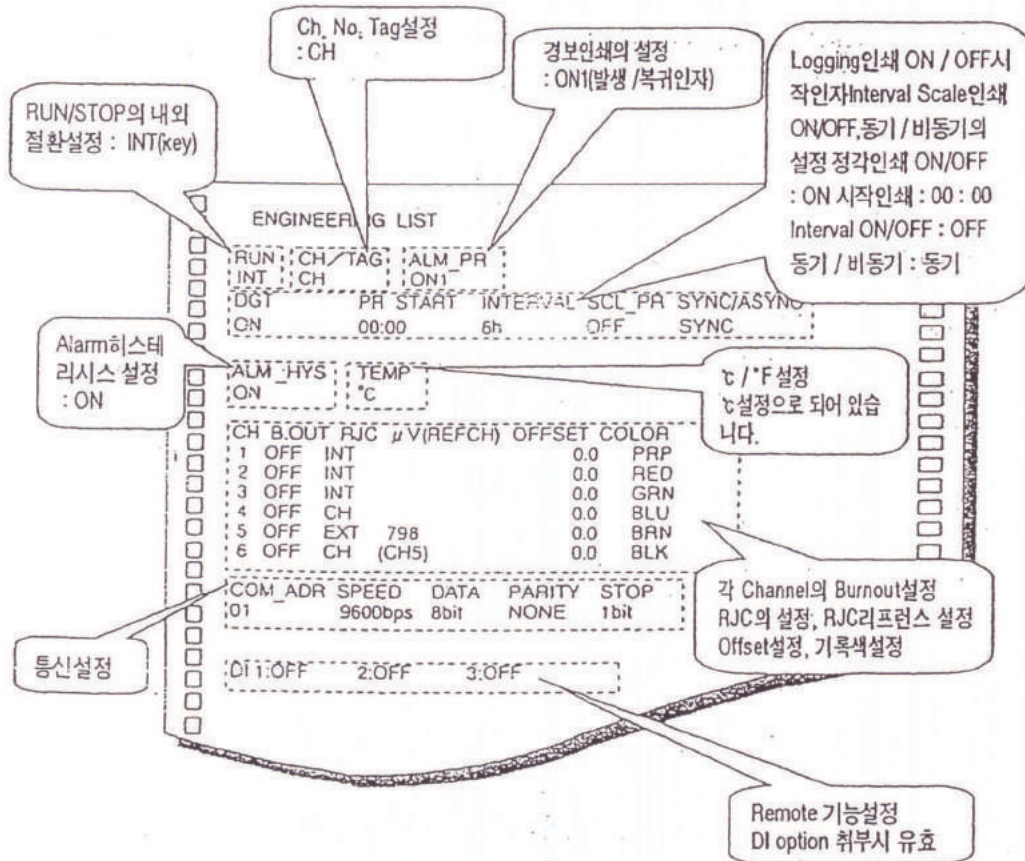 Ch. No. Tag설정
: CH
경보인쇄의 설정
: ON1(발생 /복귀인자)
Logging인쇄 ON / OFF시
작인자Interval Scale인쇄
ON/OFF,동기 / 비동기의
설정 정각인쇄 ON/OFF
: ON 시작인쇄 : 00 : 00
Interval ON/OFF : OFF
동기 / 비동기 : 동기
RUN/STOP의 내외
절환설정 : INT(key)
ENGINEERING LIST
RUN CH/TAG ALM_PR
INT CH ON1
DGT PR START INTERVAL SCL_PR SYNC/ASYNC
ON 00:00 6h OFF SYNC
Alarm히스테
리시스 설정
: ON
ALM_HYS TEMP
ON °C
℃ / °F 설정
℃설정으로 되어 있습
니다.
CH B.OUT RJC μV(REFCH) OFFSET COLOR
1 OFF INT 0.0 PRP
2 OFF INT 0.0 RED
3 OFF INT 0.0 GRN
4 OFF CH 0.0 BLU
5 OFF EXT 798 0.0 BRN
6 OFF CH (CH5) 0.0 BLK
각 Channel의 Burnout설정
RJC의 설정, RJC리프런스 설정
Offset설정, 기록색설정
COM_ADR SPEED DATA PARITY STOP
01 9600bps 8bit NONE 1bit
통신설정
DI 1:OFF 2:OFF 3:OFF
Remote 기능설정
DI option 취부시 유효